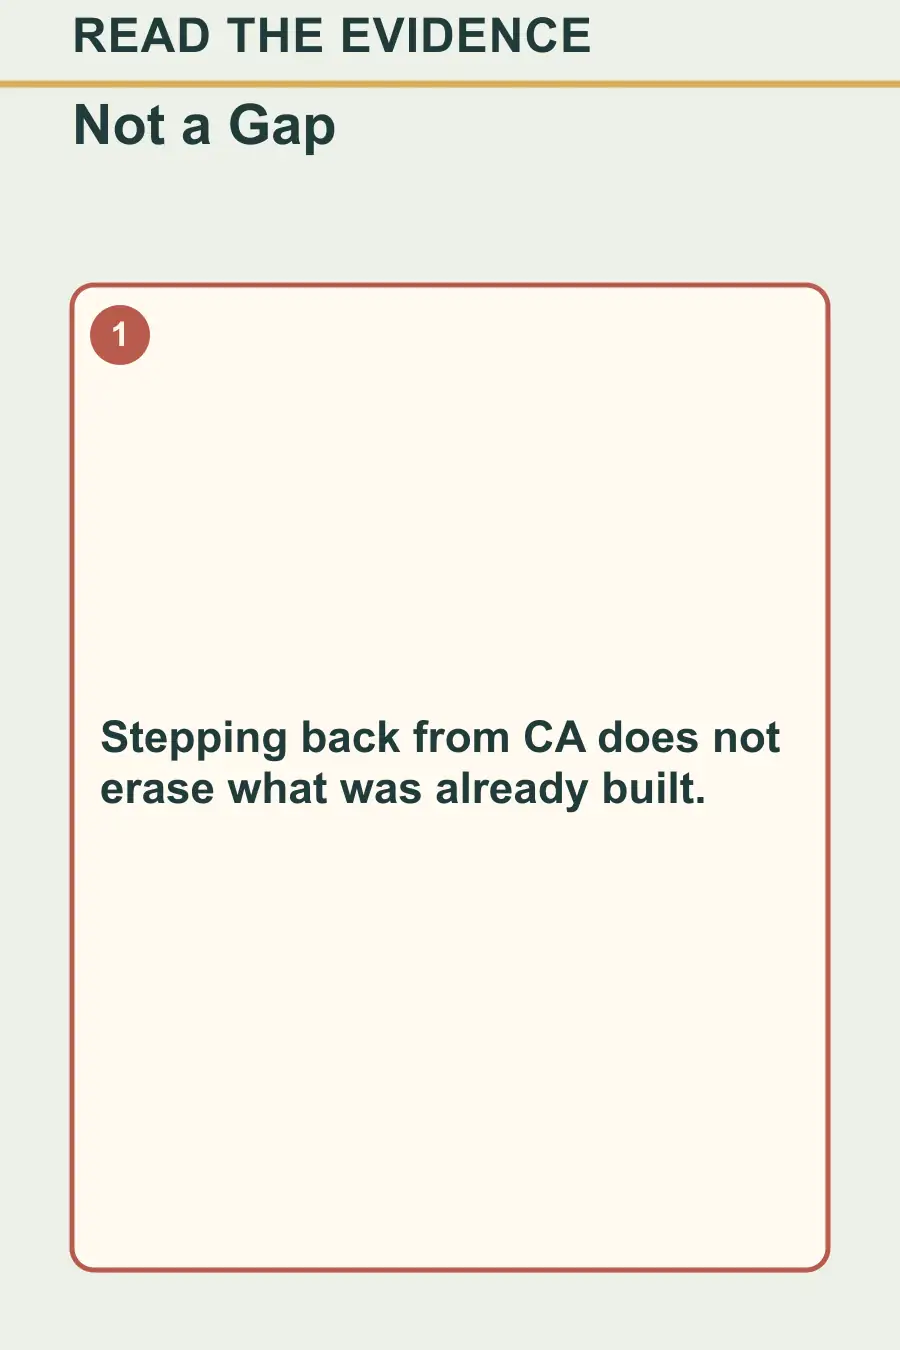 READ THE EVIDENCE
Not a Gap
1
Stepping back from CA does not
erase what was already built.